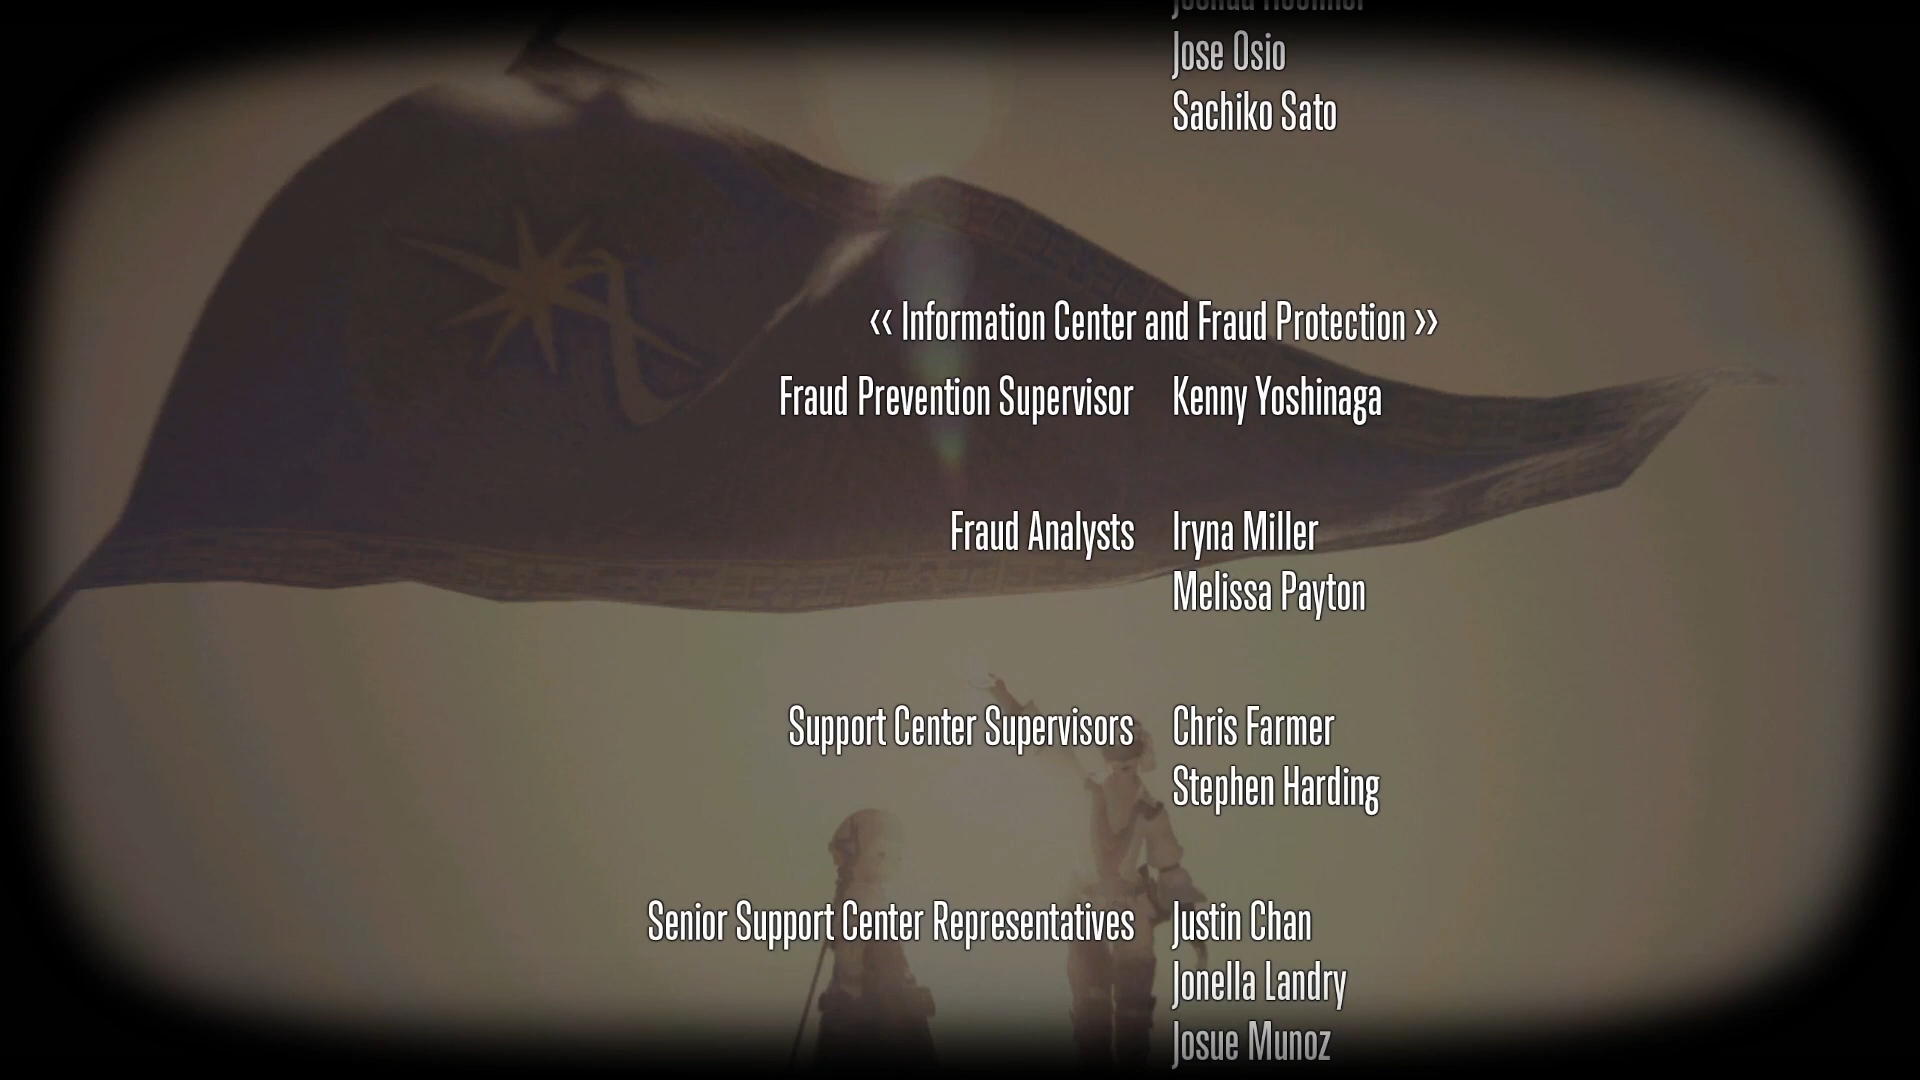 Jose Osio
Sachiko Sato
‹‹ Information Center and Fraud Protection ››
Fraud Prevention Supervisor Kenny Yoshinaga
Fraud Analysts Iryna Miller
Melissa Payton
Support Center Supervisors Chris Farmer
Stephen Harding
Senior Support Center Representatives Justin Chan
Jonella Landry
Josue Munoz